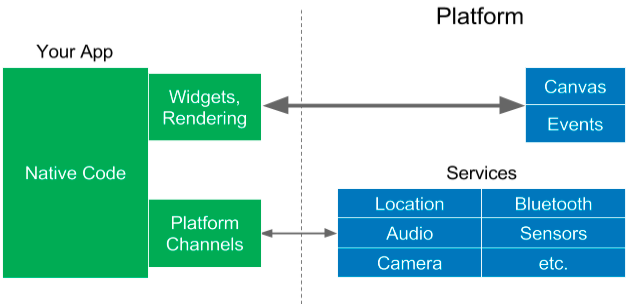 Platform
Your App
Widgets,
Rendering
Canvas
Events
Native Code
Services
Platform
Channels
Location
Bluetooth
Audio
Sensors
Camera
etc.